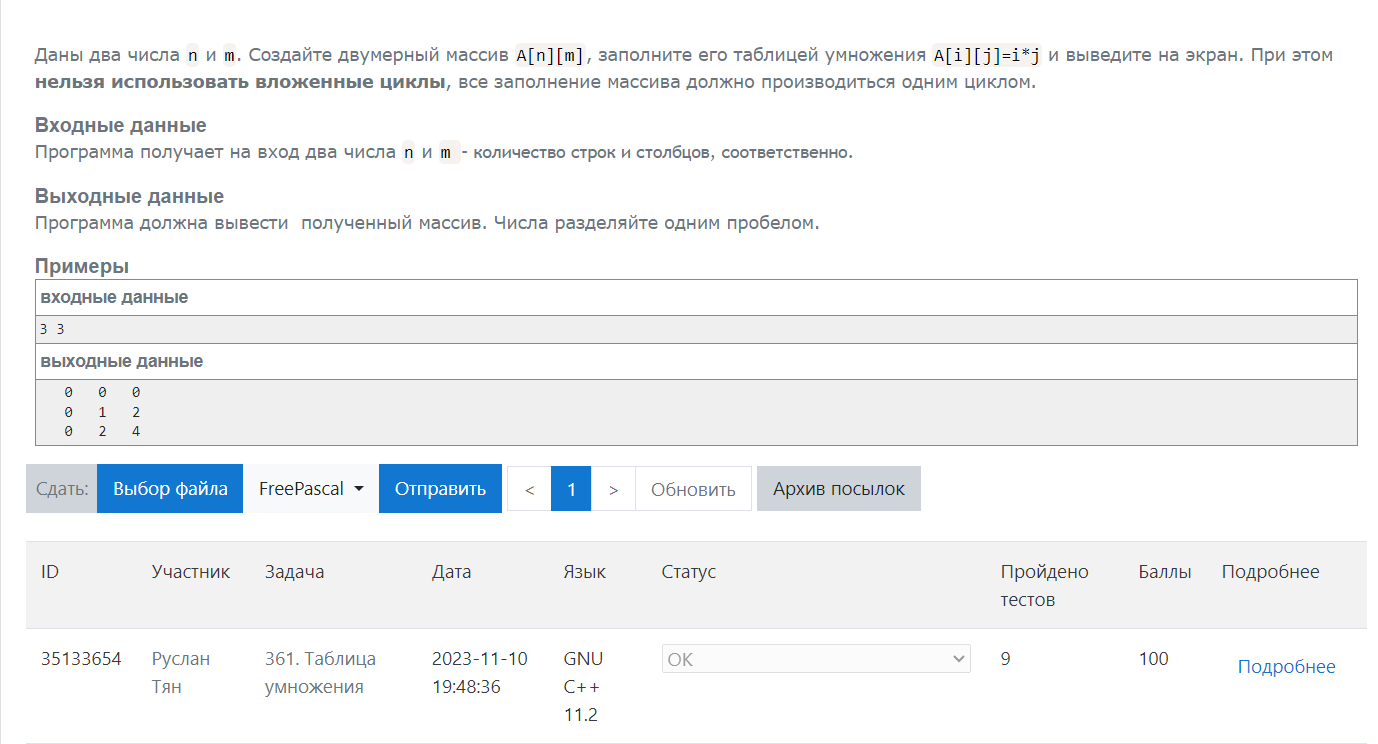 Даны два числа n и m. Создайте двумерный массив A[n][m], заполните его таблицей умножения A[i][j]=i*j и выведите на экран. При этом
нельзя использовать вложенные циклы, все заполнение массива должно производиться одним циклом.
Входные данные
Программа получает на вход два числа n и m - количество строк и столбцов, соответственно.
Выходные данные
Программа должна вывести полученный массив. Числа разделяйте одним пробелом.
Примеры
входные данные
3 3
выходные данные
0 0 0
0 1 2
0 2 4
Сдать: Выбор файла FreePascal Отправить < 1 > Обновить Архив посылок
ID Участник Задача Дата Язык Статус Пройдено Баллы Подробнее
тестов
35133654 Руслан 361. Таблица 2023-11-10 GNU OK 9 100 Подробнее
Тян умножения 19:48:36 C++
11.2